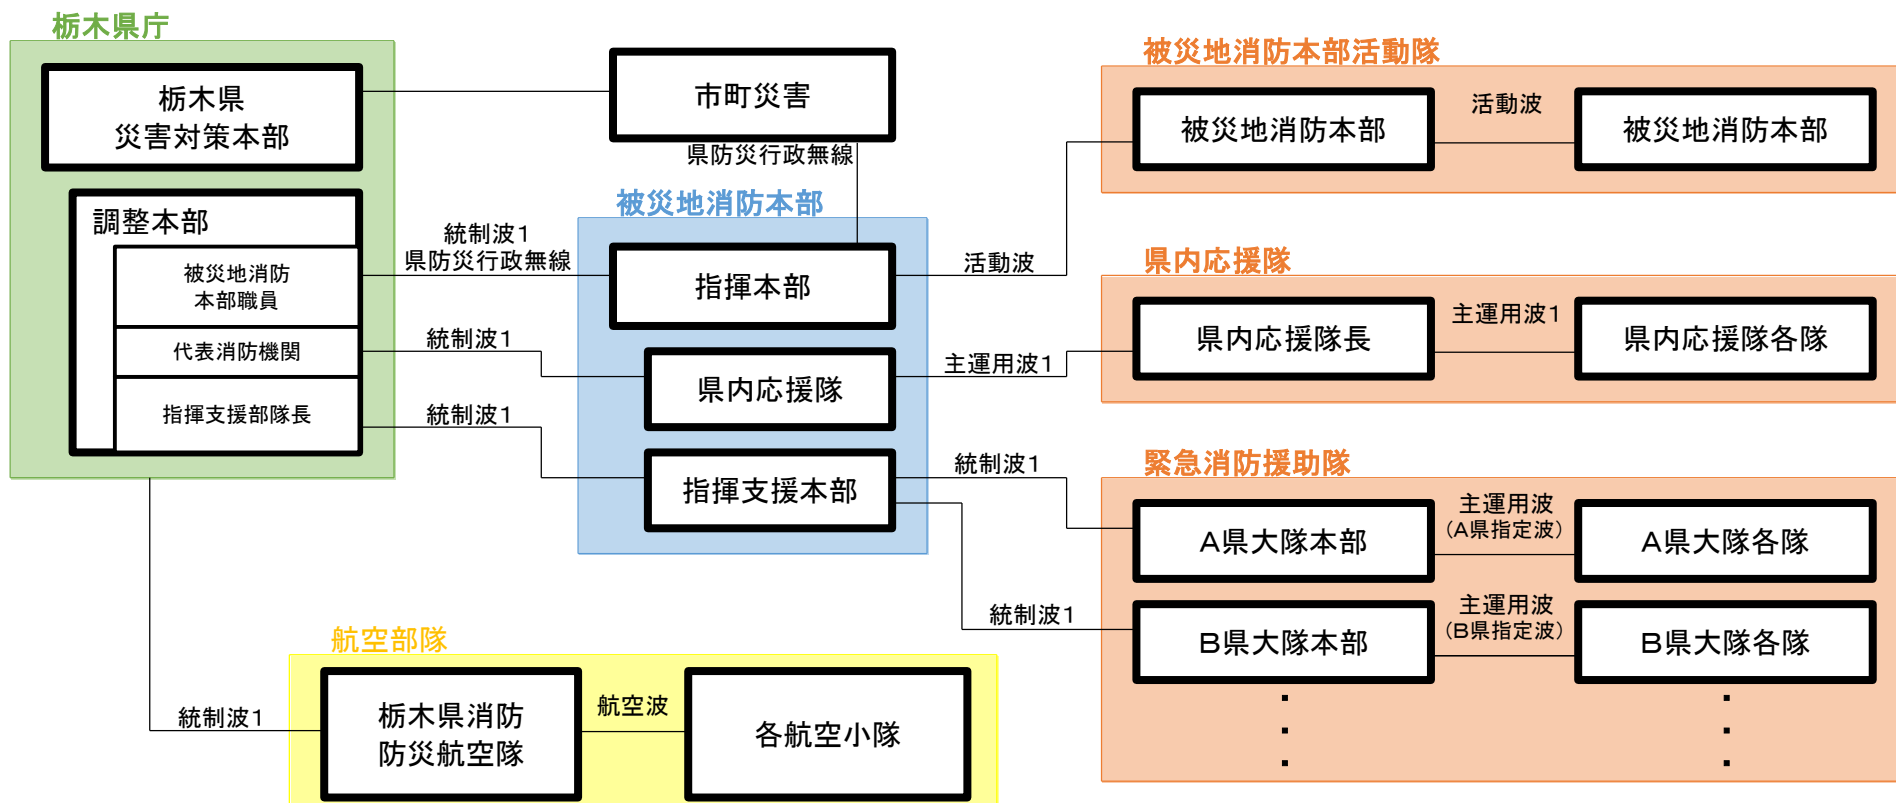 栃木県庁
栃木県
災害対策本部
調整本部
被災地消防
本部職員
代表消防機関
指揮支援部隊長
市町災害
県防災行政無線
統制波1
県防災行政無線
統制波1
統制波1
被災地消防本部
指揮本部
県内応援隊
指揮支援本部
活動波
主運用波1
統制波1
統制波1
被災地消防本部活動隊
被災地消防本部
活動波
被災地消防本部
県内応援隊
県内応援隊長
主運用波1
県内応援隊各隊
緊急消防援助隊
A県大隊本部
主運用波
(A県指定波)
A県大隊各隊
B県大隊本部
主運用波
(B県指定波)
B県大隊各隊
統制波1
航空部隊
栃木県消防
防災航空隊
航空波
各航空小隊